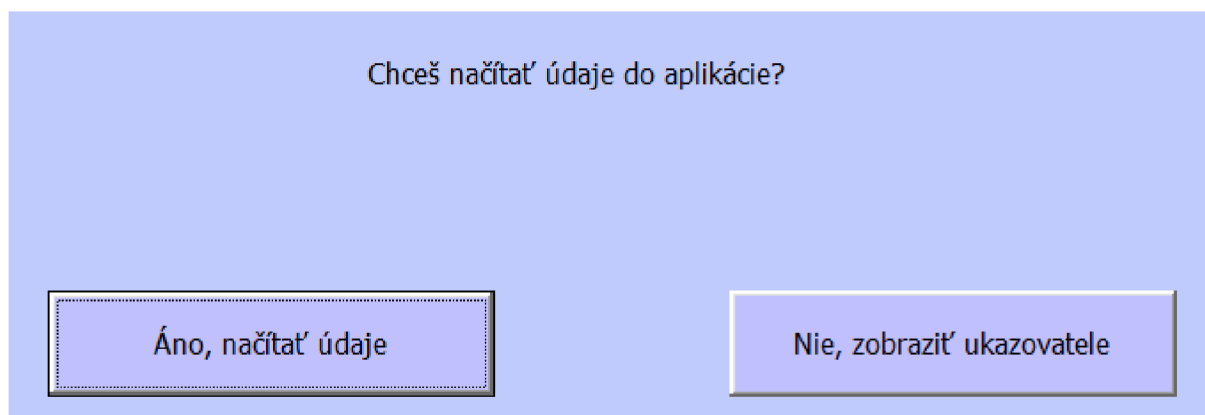 Chceš načítať údaje do aplikácie?
Áno, načítať údaje
Nie, zobraziť ukazovatele